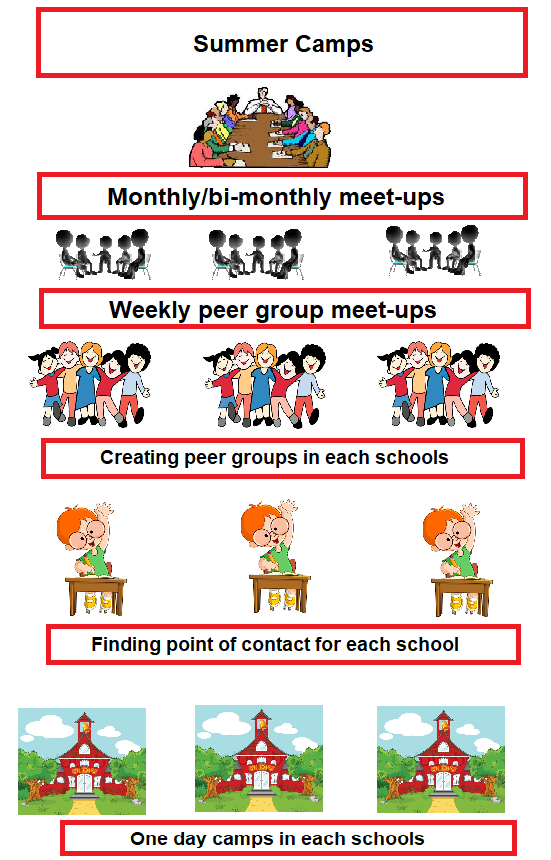 Summer Camps
Monthly/bi-monthly meet-ups
Weekly peer group meet-ups
Creating peer groups in each schools
Finding point of contact for each school
One day camps in each schools